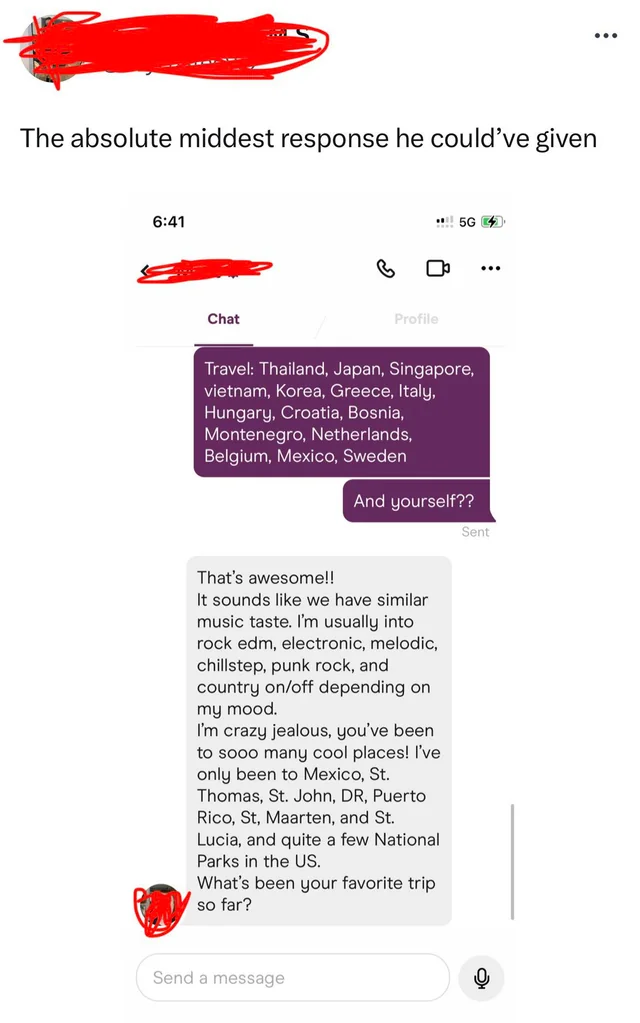 The absolute middest response he could've given
6:41
5G
Chat
Profile
Travel: Thailand, Japan, Singapore,
vietnam, Korea, Greece, Italy,
Hungary, Croatia, Bosnia,
Montenegro, Netherlands,
Belgium, Mexico, Sweden
And yourself??
Sent
That's awesome!!
It sounds like we have similar
music taste. I'm usually into
rock edm, electronic, melodic,
chillstep, punk rock, and
country on/off depending on
my mood.
I'm crazy jealous, you've been
to sooo many cool places! I've
only been to Mexico, St.
Thomas, St. John, DR, Puerto
Rico, St, Maarten, and St.
Lucia, and quite a few National
Parks in the US.
What's been your favorite trip
so far?
Send a message